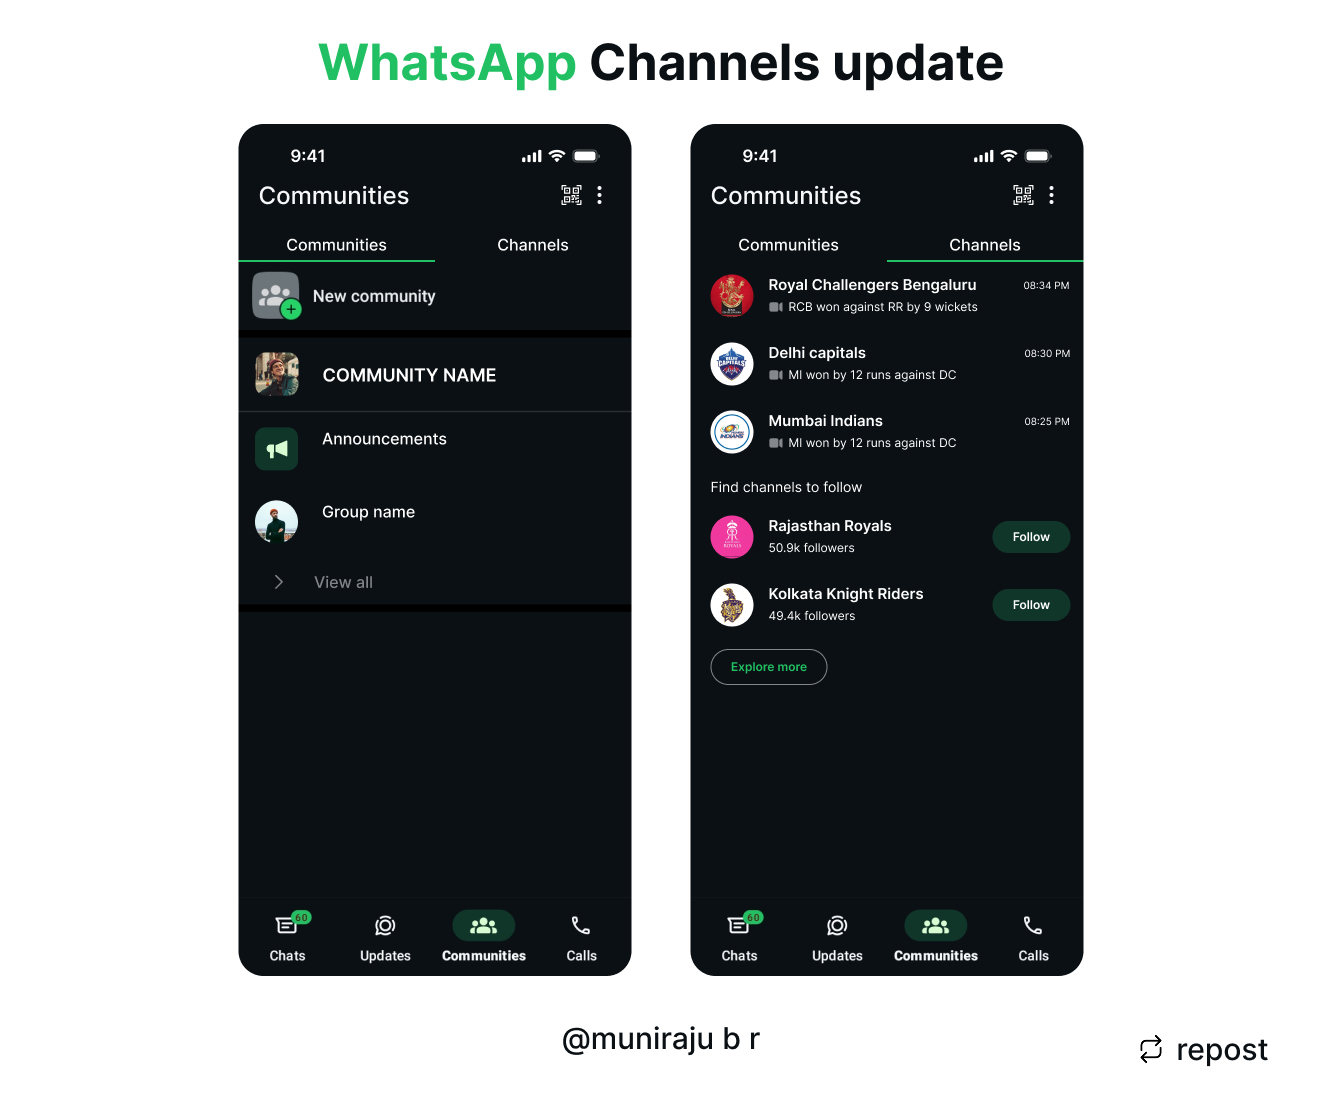 WhatsApp Channels update
9:41
Communities
Communities
Channels
New community
COMMUNITY NAME
Announcements
Group name
View all
60
Chats
Updates
Communities
Calls
9:41
Communities
Communities
Channels
Royal Challengers Bengaluru
08:34 PM
RCB won against RR by 9 wickets
Delhi capitals
08:30 PM
MI won by 12 runs against DC
Mumbai Indians
08:25 PM
MI won by 12 runs against DC
Find channels to follow
Rajasthan Royals
50.9k followers
Follow
Kolkata Knight Riders
49.4k followers
Follow
Explore more
60
Chats
Updates
Communities
Calls
@muniraju b r
repost